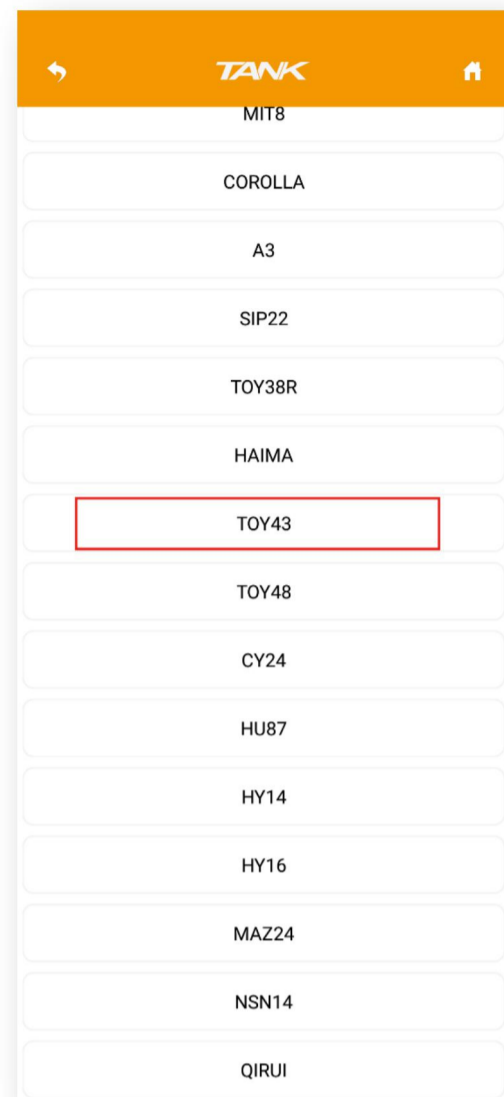 TANK
MIT8
COROLLA
A3
SIP22
TOY38R
HAIMA
TOY43
TOY48
CY24
HU87
HY14
HY16
MAZ24
NSN14
QIRUI